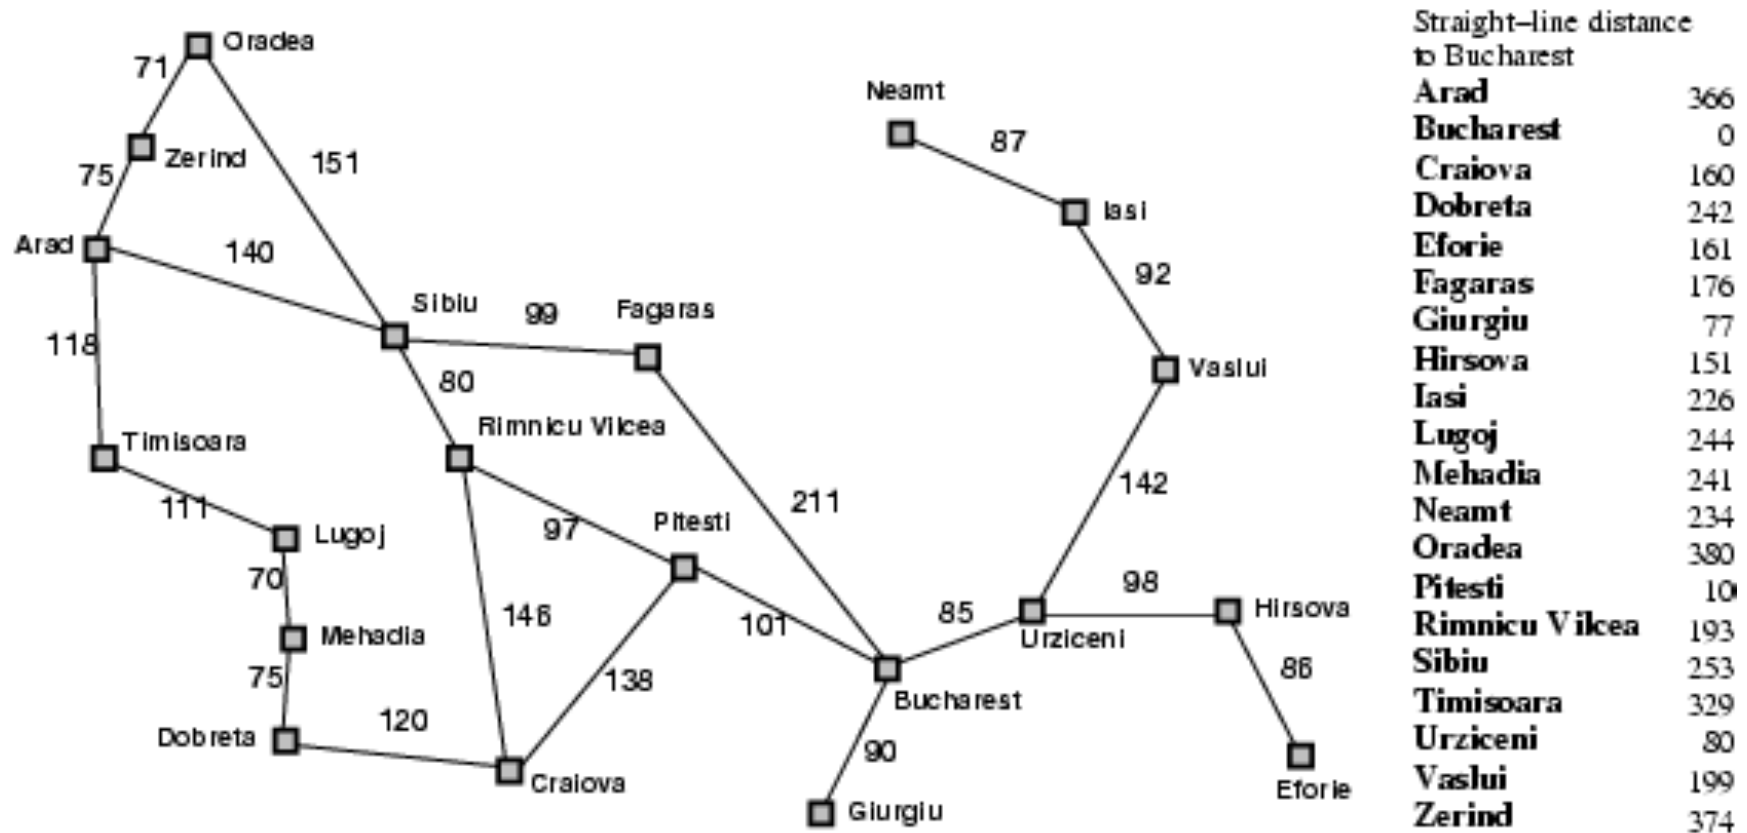 Oradea
71
Neamt
87
Zerind
151
75
Iasi
Arad
140
92
Sibiu
99
Fagaras
118
Vaslui
80
Rimnicu Vilcea
Timisoara
142
211
111
97
Pitesti
Lugoj
70
98
146
85
Hirsova
Mehadia
101
Urziceni
75
138
86
Bucharest
120
Dobreta
90
Craiova
Eforie
Giurgiu
Straight–line distance
to Bucharest
Arad 366
Bucharest 0
Craiova 160
Dobreta 242
Eforie 161
Fagaras 176
Giurgiu 77
Hirsova 151
Iasi 226
Lugoj 244
Mehadia 241
Neamt 234
Oradea 380
Pitesti 10
Rimnicu Vilcea 193
Sibiu 253
Timisoara 329
Urziceni 80
Vaslui 199
Zerind 374